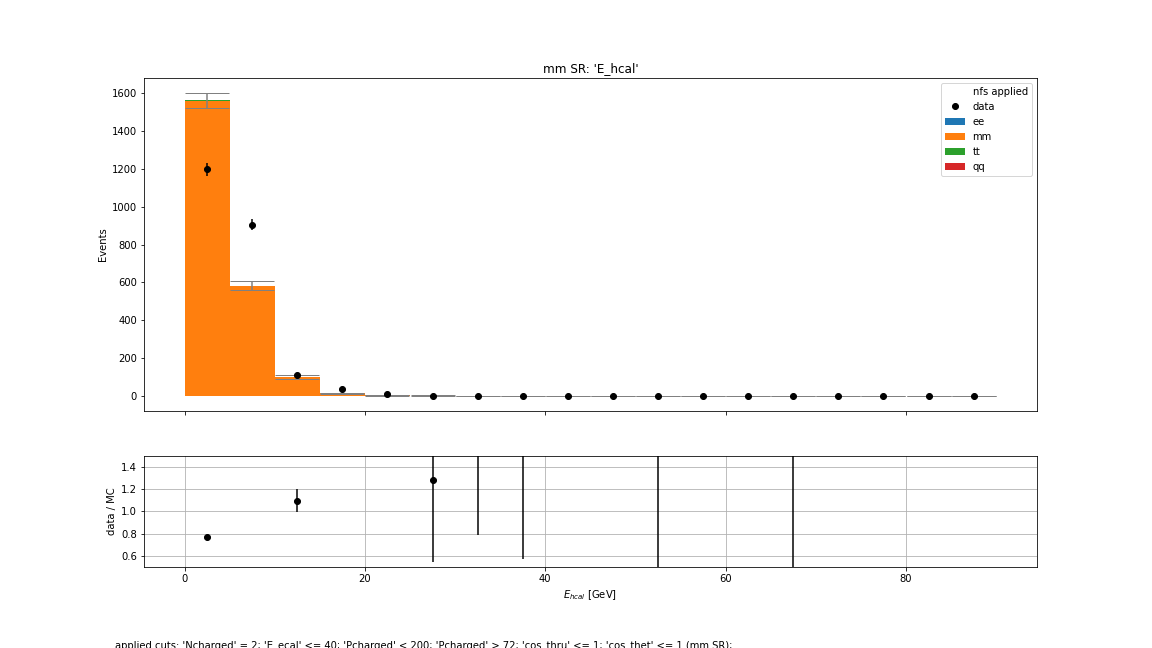 mm SR: 'E_hcal'
1600
1400
1200
1000
800
600
400
200
0
Events
nfs applied
data
ee
mm
tt
qq
1.4
1.2
1.0
0.8
0.6
data / MC
0 20 40 60 80
E_hcal [GeV]
applied cuts: 'Ncharged' = 2; 'E_ecal' <= 40; 'Pcharged' < 200; 'Pcharged' > 72; 'cos_thru' <= 1; 'cos_thet' <= 1 (mm SR);